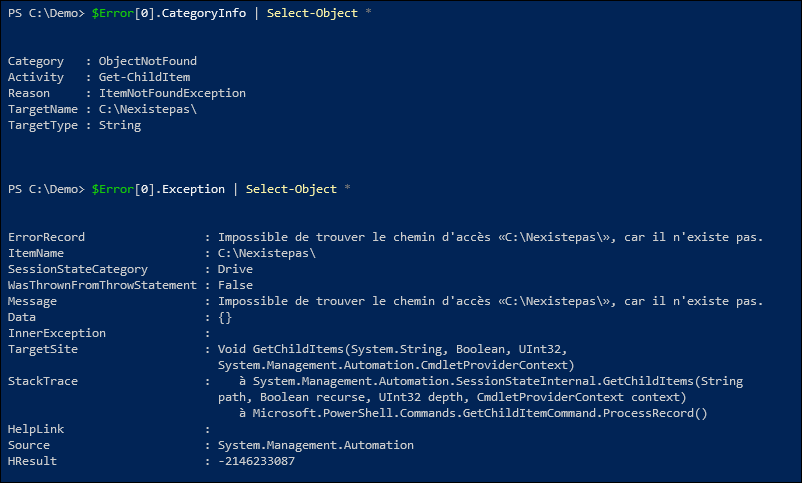 PS C:\Demo> $Error[0].CategoryInfo | Select-Object *
Category   : ObjectNotFound
Activity   : Get-ChildItem
Reason     : ItemNotFoundException
TargetName : C:\Nexistepas\
TargetType : String
PS C:\Demo> $Error[0].Exception | Select-Object *
ErrorRecord                 : Impossible de trouver le chemin d'accès «C:\Nexistepas\», car il n'existe pas.
ItemName                    : C:\Nexistepas\
SessionStateCategory        : Drive
WasThrownFromThrowStatement : False
Message                     : Impossible de trouver le chemin d'accès «C:\Nexistepas\», car il n'existe pas.
Data                        : {}
InnerException              :
TargetSite                  : Void GetChildItems(System.String, Boolean, UInt32,
                              System.Management.Automation.CmdletProviderContext)
StackTrace                  :    à System.Management.Automation.SessionStateInternal.GetChildItems(String
                              path, Boolean recurse, UInt32 depth, CmdletProviderContext context)
                                 à Microsoft.PowerShell.Commands.GetChildItemCommand.ProcessRecord()
HelpLink                    :
Source                      : System.Management.Automation
HResult                     : -2146233087